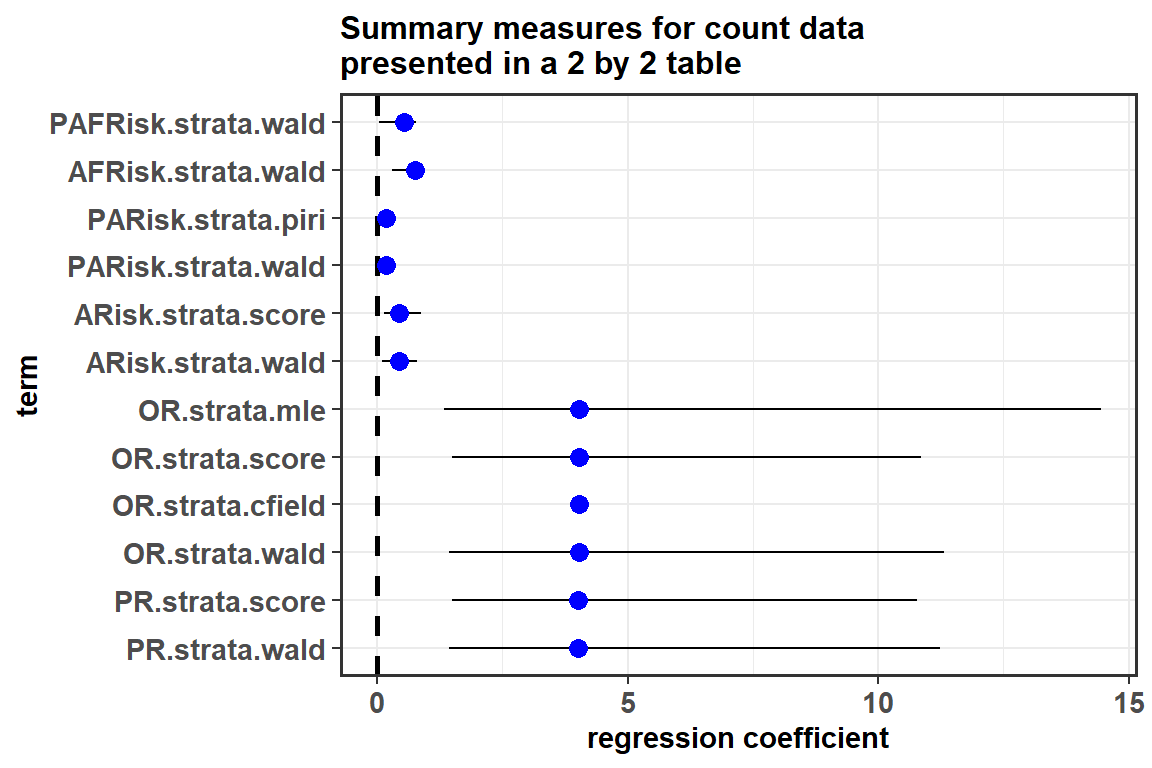 Summary measures for count data
presented in a 2 by 2 table
PAFRisk.strata.wald
AFRisk.strata.wald
PARisk.strata.piri
PARisk.strata.wald
ARisk.strata.score
ARisk.strata.wald
OR.strata.mle
OR.strata.score
OR.strata.cfield
OR.strata.wald
PR.strata.score
PR.strata.wald
term
0 5 10 15
regression coefficient